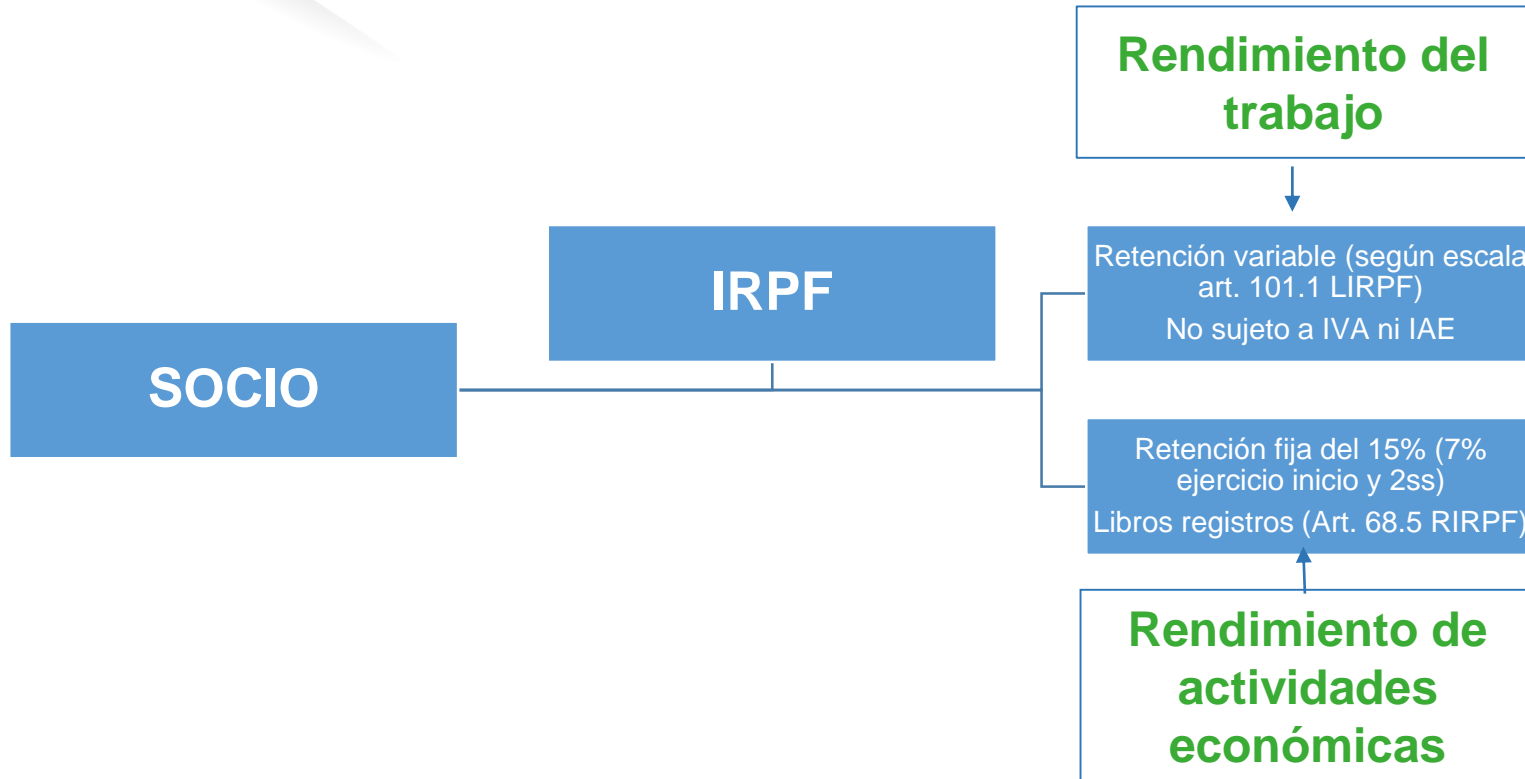 SOCIO
IRPF
Rendimiento del
trabajo
Retención variable (según escala
art. 101.1 LIRPF)
No sujeto a IVA ni IAE
Retención fija del 15% (7%
ejercicio inicio y 2ss)
Libros registros (Art. 68.5 RIRPF)
Rendimiento de
actividades
económicas